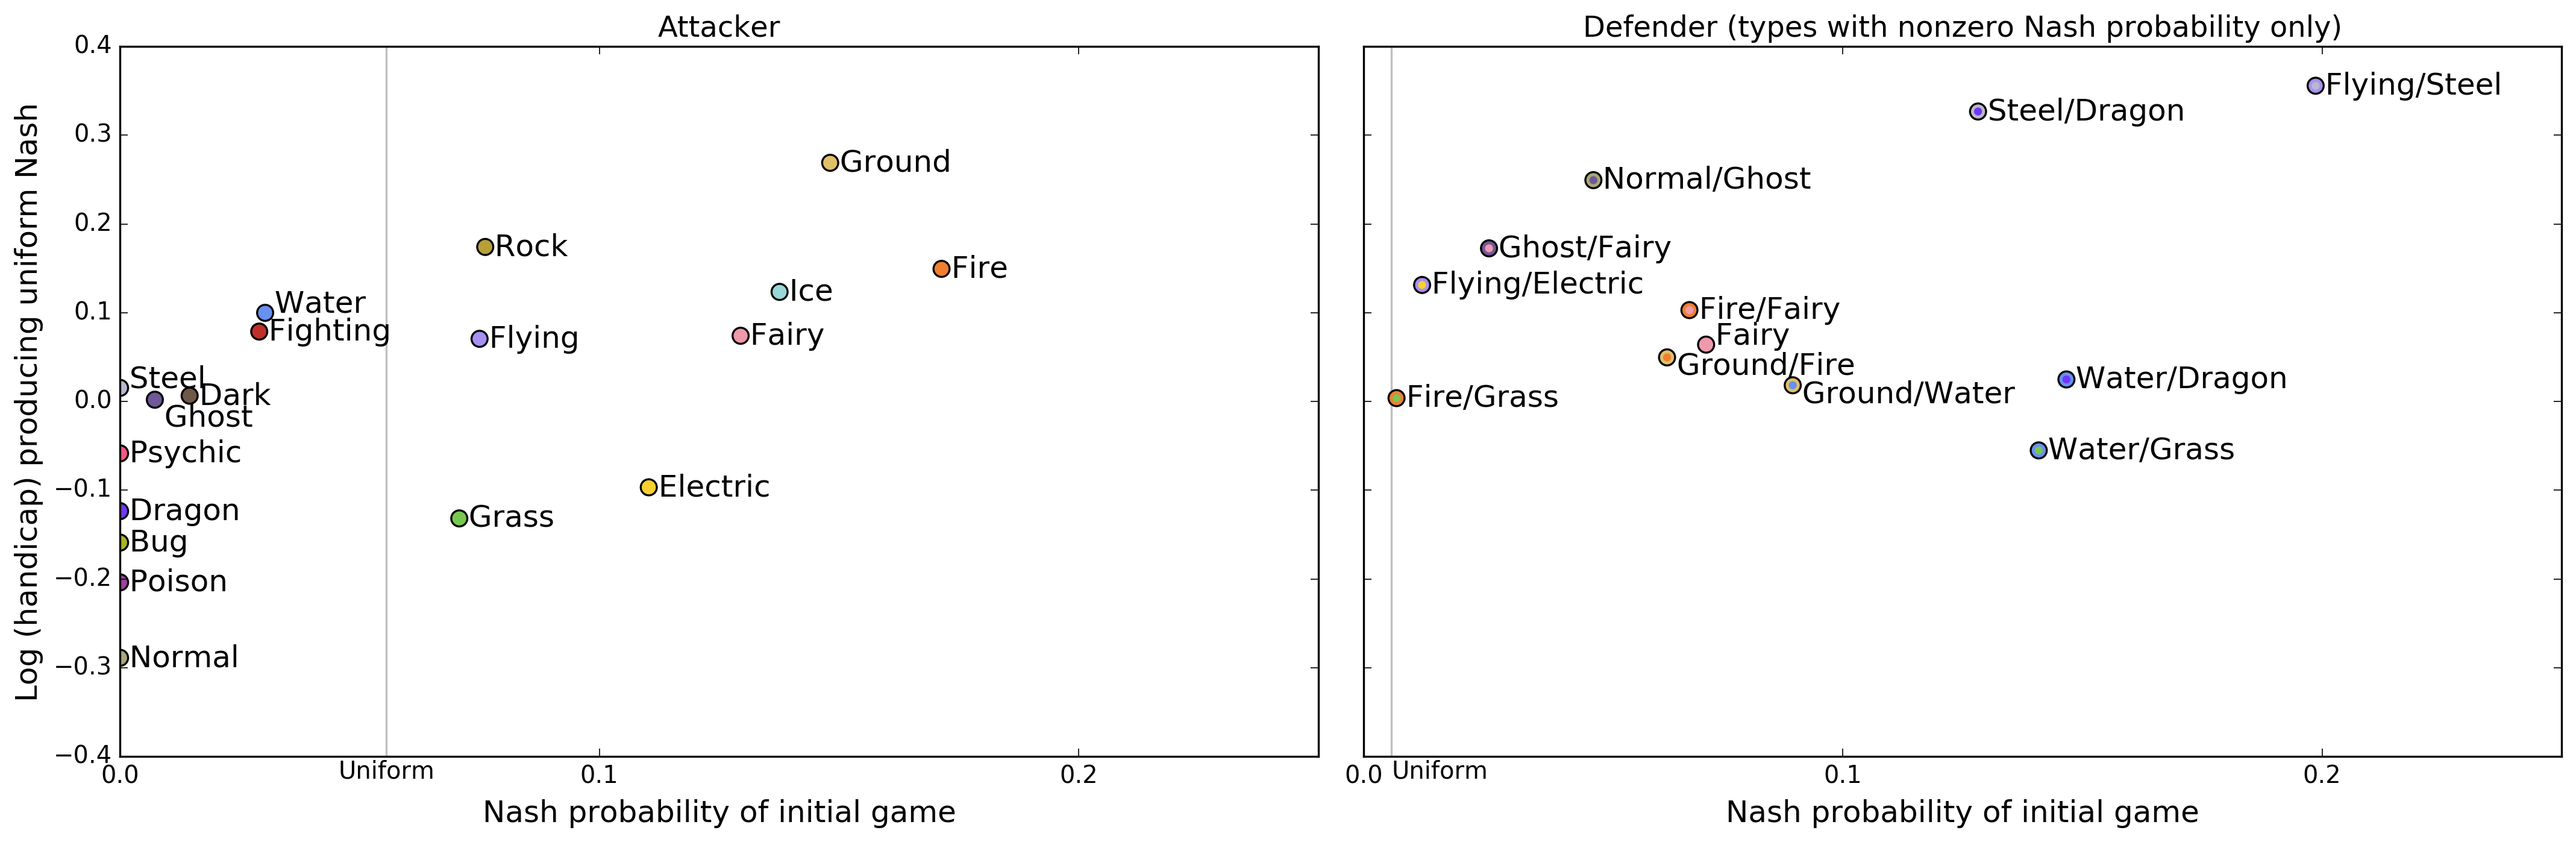 Attacker
Defender (types with nonzero Nash probability only)
Log (handicap) producing uniform Nash
0.4
0.3
0.2
0.1
0.0
−0.1
−0.2
−0.3
−0.4
Ground
Rock
Fire
Ice
Water
Fighting
Flying
Fairy
Steel
Dark
Ghost
Psychic
Electric
Dragon
Grass
Bug
Poison
Normal
0.0
Uniform
0.1
0.2
Nash probability of initial game
Flying/Steel
Steel/Dragon
Normal/Ghost
Ghost/Fairy
Flying/Electric
Fire/Fairy
Fairy
Ground/Fire
Water/Dragon
Ground/Water
Fire/Grass
Water/Grass
0.0
Uniform
0.1
0.2
Nash probability of initial game